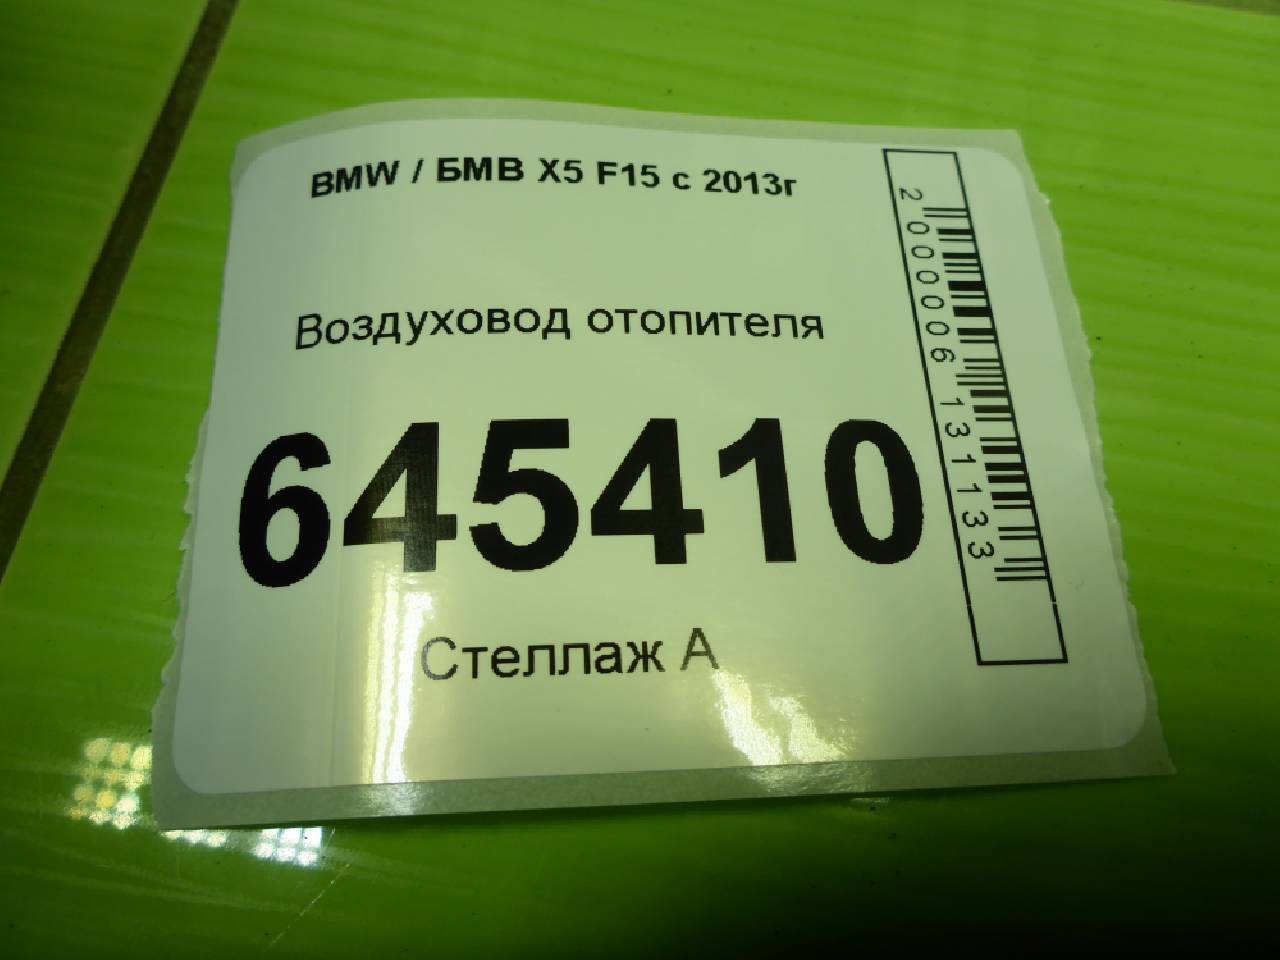 BMW / БМВ X5 F15 с 2013г
Воздуховод отопителя
645410
Стеллаж А
2000006131133